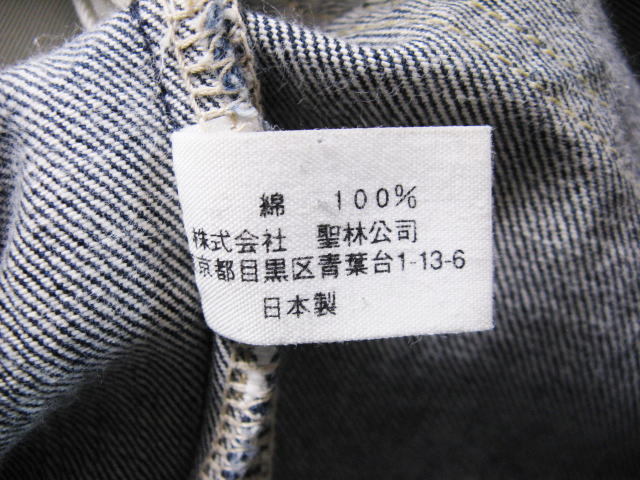 綿 100%
株式会社 聖林公司
京都目黒区青葉台1-13-6
日本製